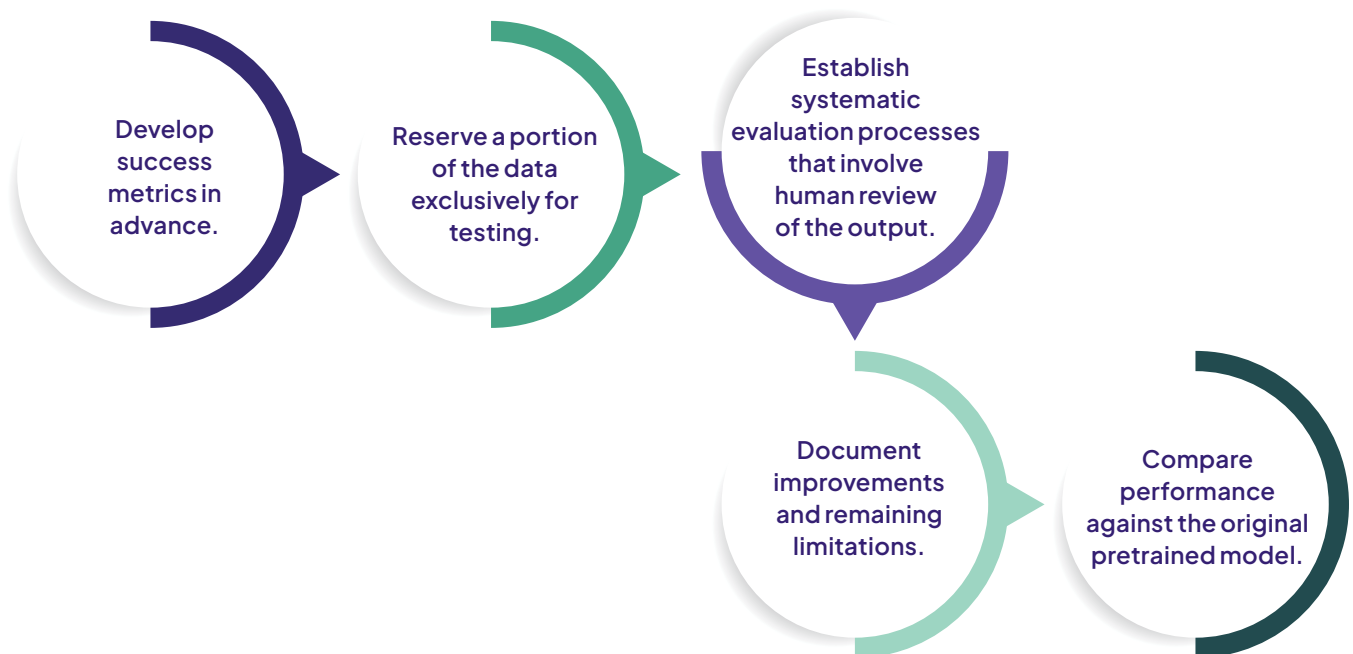 Develop
success
metrics in
advance.
Reserve a portion
of the data
exclusively for
testing.
Establish
systematic
evaluation processes
that involve
human review
of the output.
Document
improvements
and remaining
limitations.
Compare
performance
against the original
pretrained model.